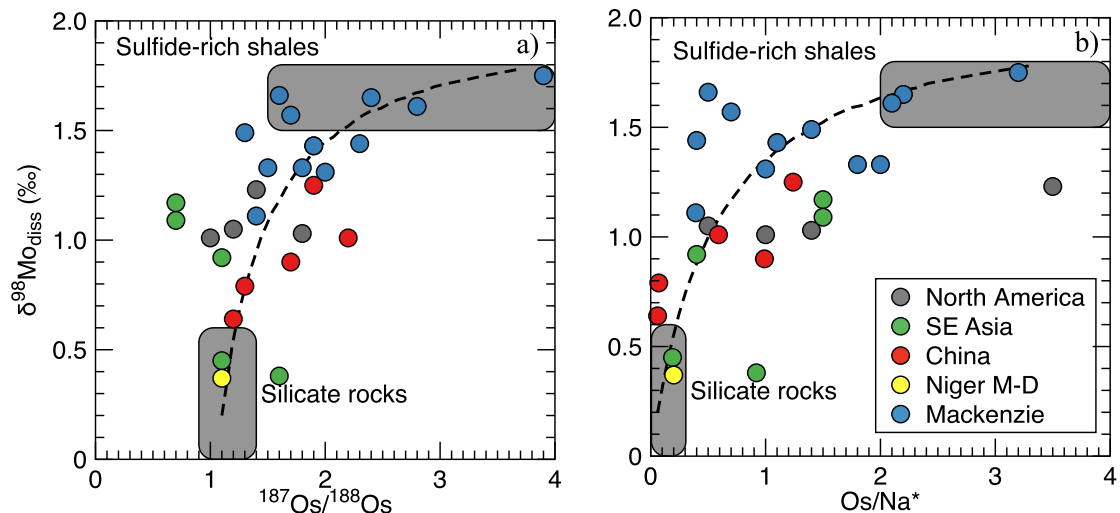 2.0
Sulfide-rich shales
a)
1.5
1.0
0.5
0
δ98Modiss (‰)
Silicate rocks
0
1
2
3
4
187Os/188Os
2.0
Sulfide-rich shales
b)
1.5
1.0
0.5
0
North America
SE Asia
China
Niger M-D
Mackenzie
Silicate rocks
0
1
2
3
4
Os/Na*